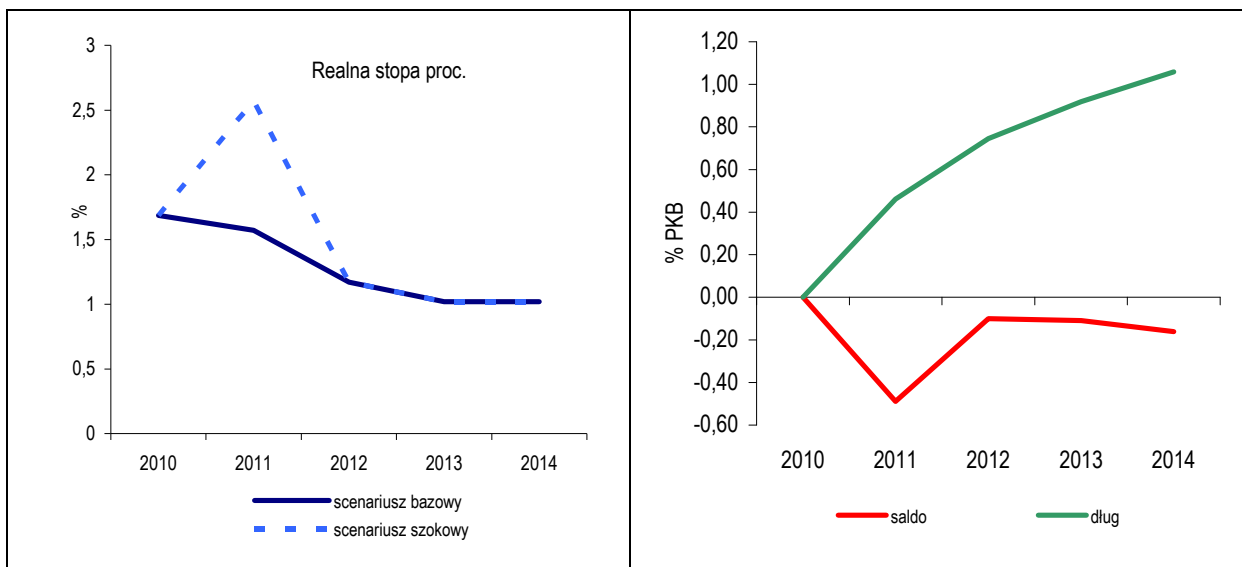 Realna stopa proc.
%
3
2,5
2
1,5
1
0,5
0
2010 2011 2012 2013 2014
scenariusz bazowy
scenariusz szokowy
% PKB
1,20
1,00
0,80
0,60
0,40
0,20
0,00
-0,20
-0,40
-0,60
2010 2011 2012 2013 2014
saldo dług